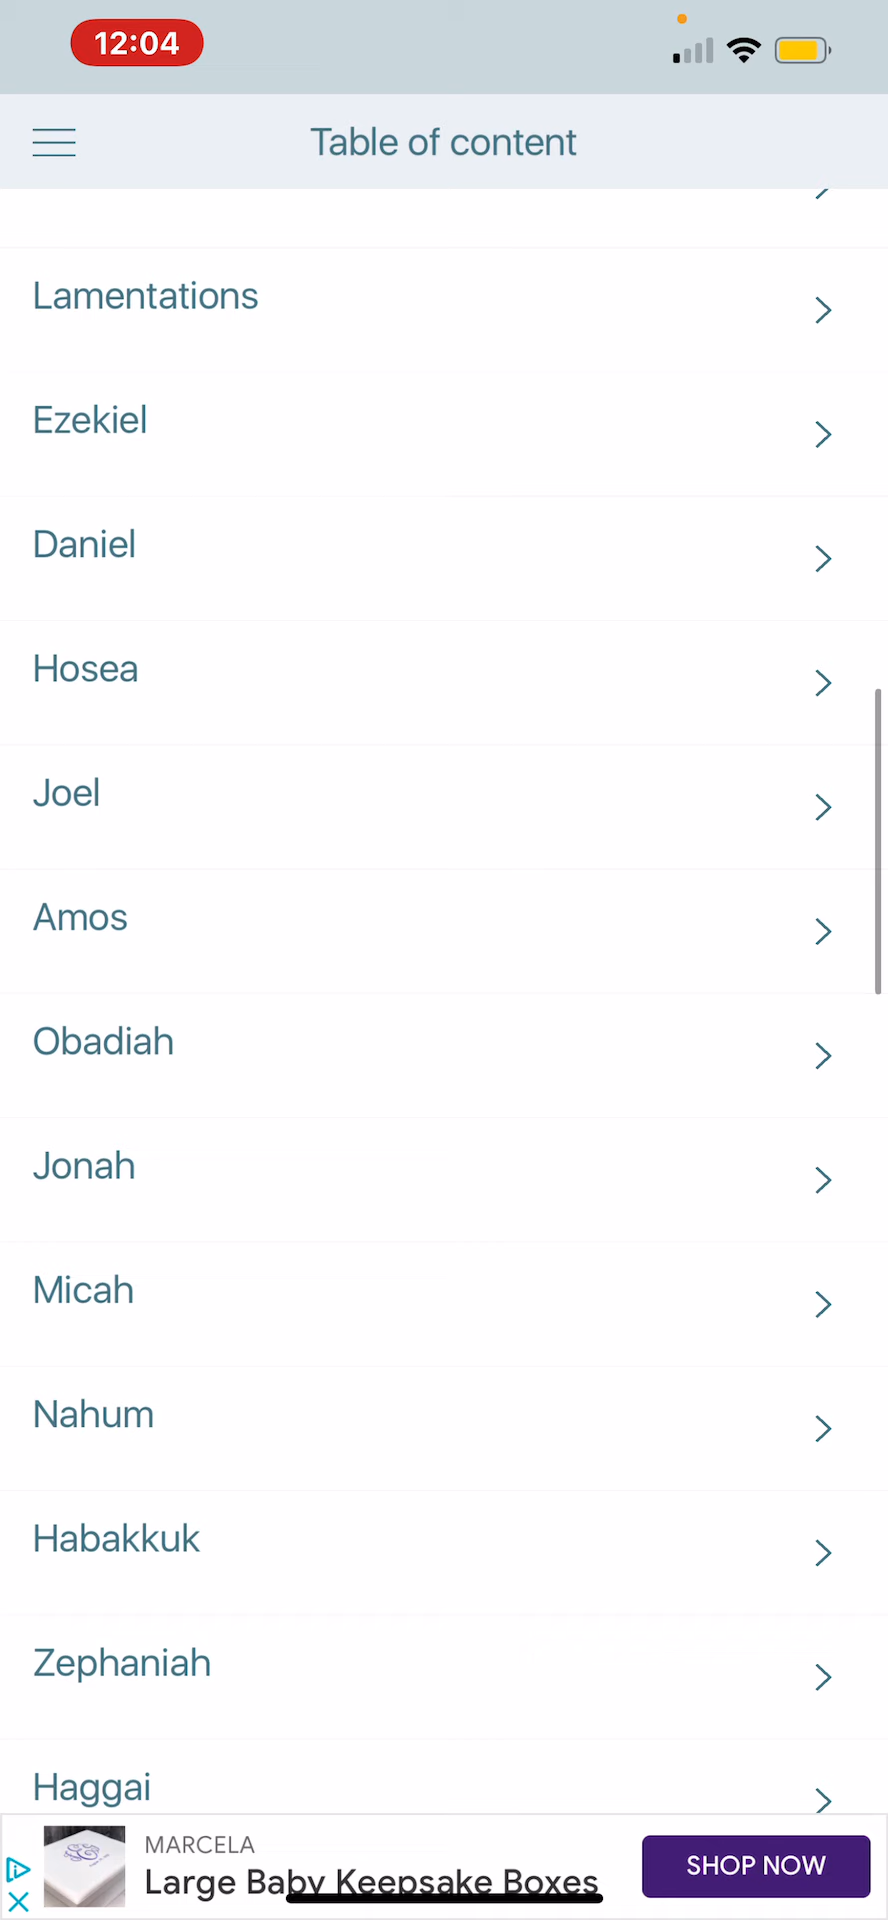 12:04
Table of content
Lamentations
Ezekiel
Daniel
Hosea
Joel
Amos
Obadiah
Jonah
Micah
Nahum
Habakkuk
Zephaniah
Haggai
MARCELA
Large Baby Keepsake Boxes
SHOP NOW